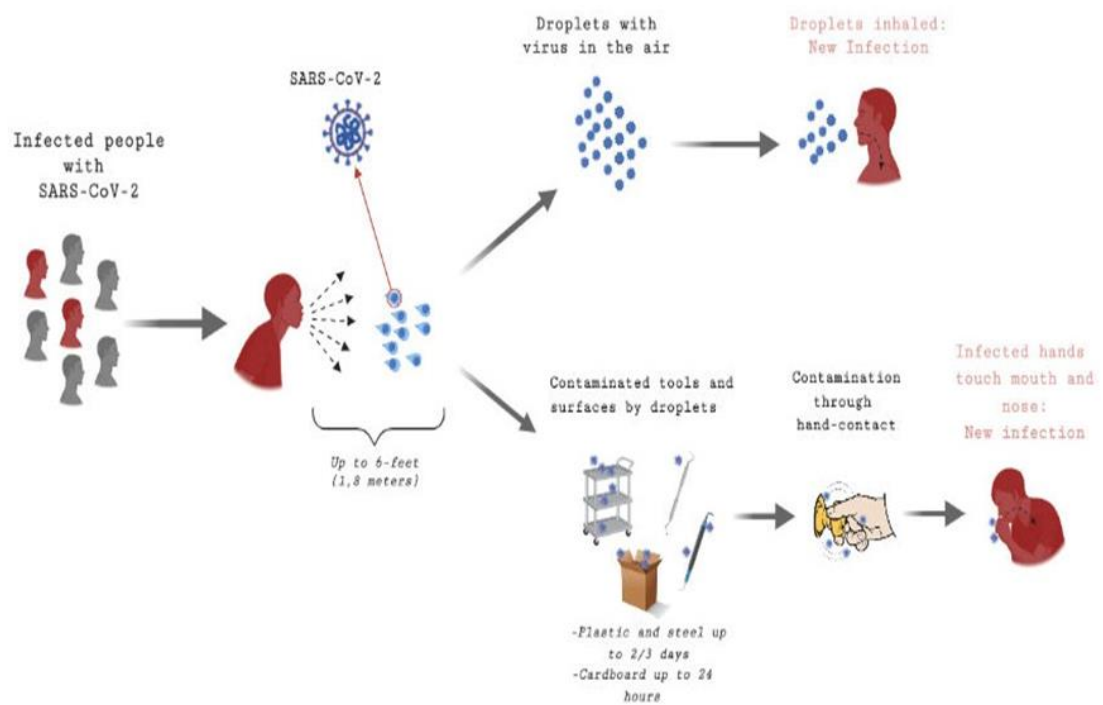 Infected people
with
SARS-CoV-2
SARS-CoV-2
Up to 6-feet
(1,8 meters)
Droplets with
virus in the air
Droplets inhaled:
New Infection
Contaminated tools and
surfaces by droplets
-Plastic and steel up
to 2/3 days
-Cardboard up to 24
hours
Contamination
through
hand-contact
Infected hands
touch mouth and
nose:
New infection